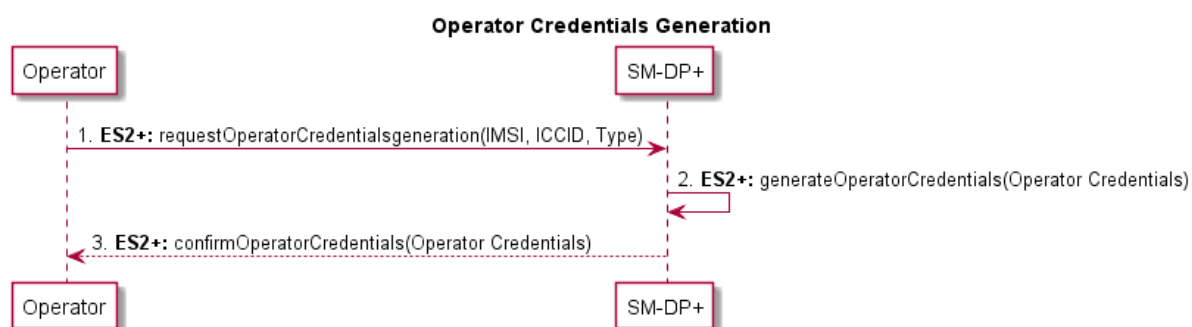 Operator Credentials Generation
Operator
SM-DP+
1. ES2+: requestOperatorCredentialsgeneration(IMSI, ICCID, Type)
2. ES2+: generateOperatorCredentials(Operator Credentials)
3. ES2+: confirmOperatorCredentials(Operator Credentials)
Operator
SM-DP+